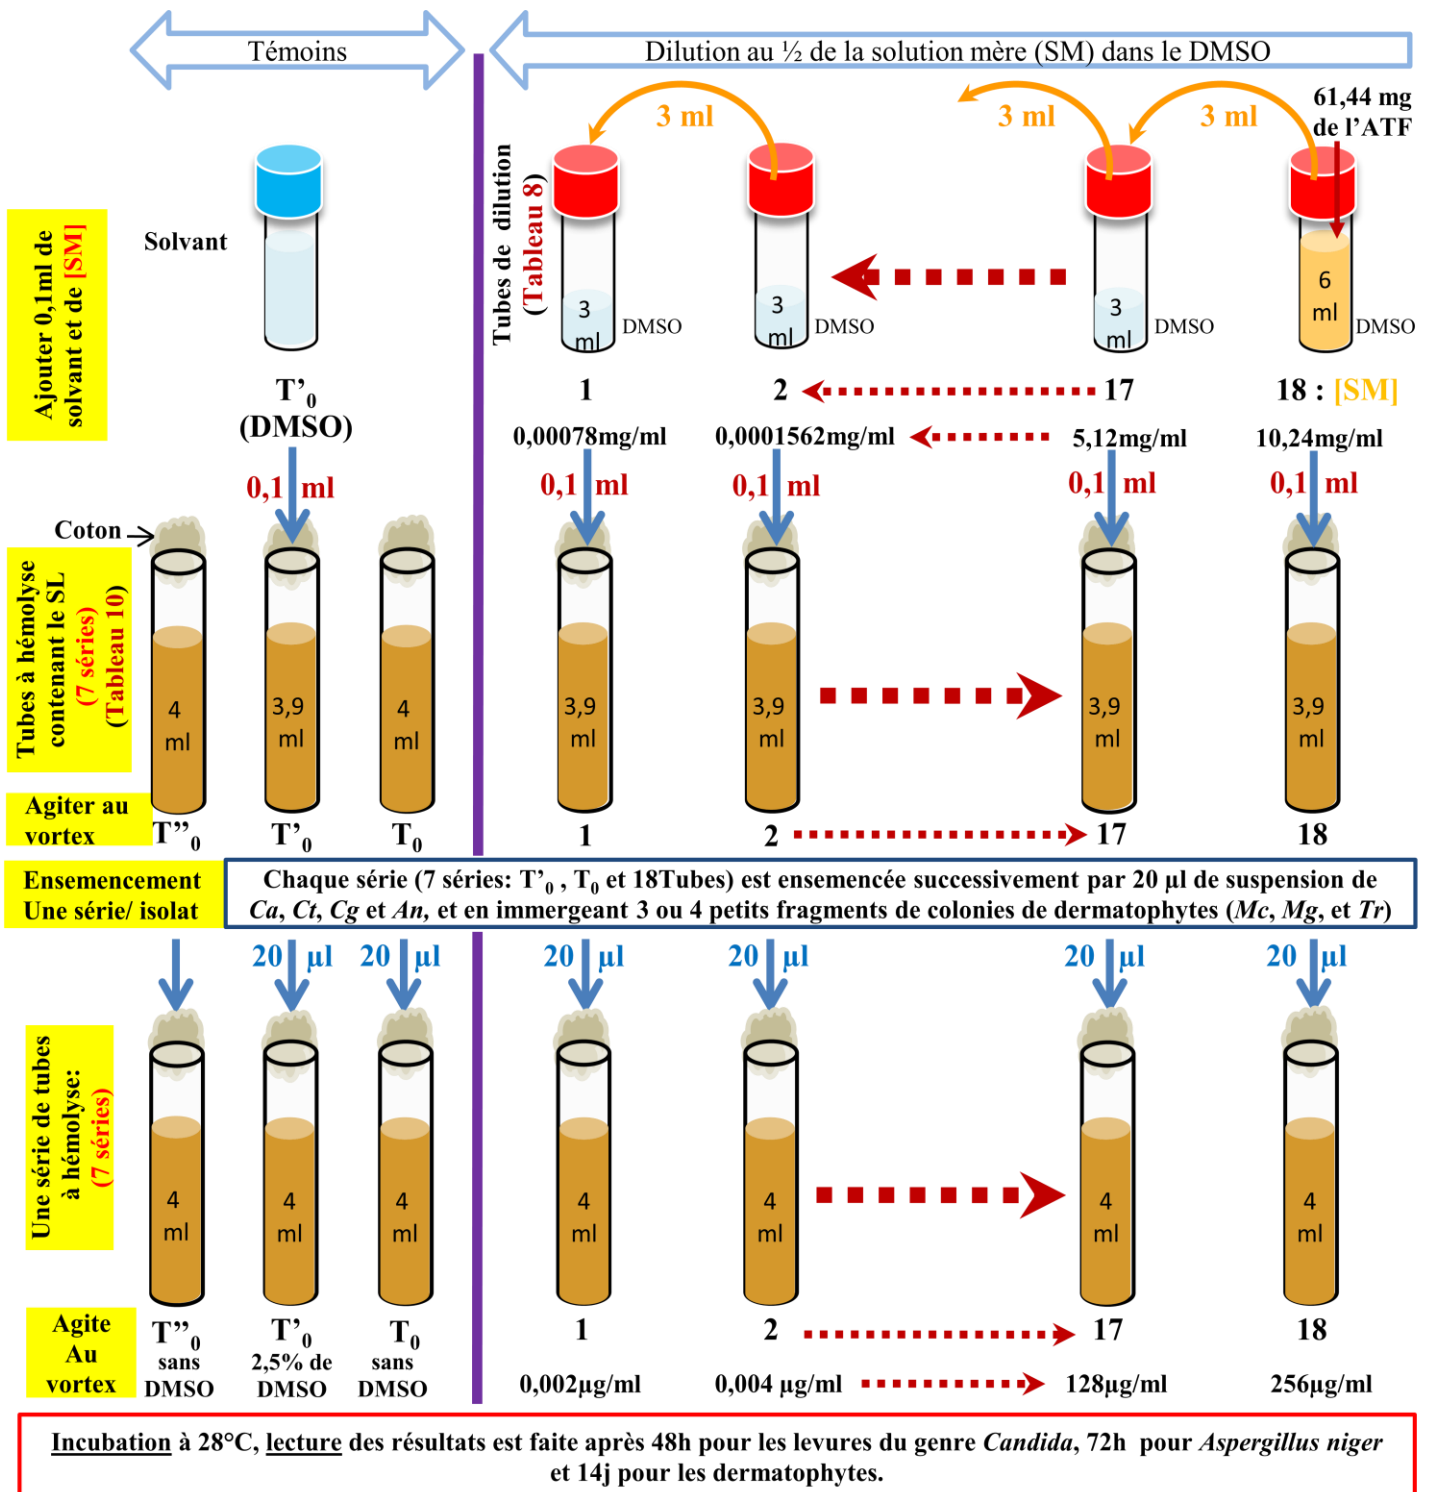 Témoins
Dilution au ½ de la solution mère (SM) dans le DMSO
61,44 mg
de l'ATF
3 ml
3 ml
3 ml
Ajouter 0,1ml de
solvant et de [SM]
Solvant
Tubes de dilution
(Tableau 8)
3
ml
DMSO
3
ml
DMSO
3
ml
DMSO
6
ml
DMSO
T’0
(DMSO)
1
2
17
18 : [SM]
0,00078mg/ml
0,0001562mg/ml
5,12mg/ml
10,24mg/ml
0,1 ml
0,1 ml
0,1 ml
0,1 ml
0,1 ml
Coton
Tubes à hémolyse
contenant le SL
(7 séries)
(Tableau 10)
4
ml
3,9
ml
4
ml
3,9
ml
3,9
ml
3,9
ml
3,9
ml
Agiter au
vortex
T”0
T’0
T0
1
2
17
18
Ensemencement
Une série/ isolat
Chaque série (7 séries: T’0 , T0 et 18Tubes) est ensemencée successivement par 20 µl de suspension de
Ca, Ct, Cg et An, et en immergeant 3 ou 4 petits fragments de colonies de dermatophytes (Mc, Mg, et Tr)
20 µl
20 µl
20 µl
20 µl
20 µl
20 µl
Une série de tubes
à hémolyse:
(7 séries)
4
ml
4
ml
4
ml
4
ml
4
ml
4
ml
4
ml
Agite
Au
vortex
T”0
sans
DMSO
T’0
2,5% de
DMSO
T0
sans
DMSO
1
2
17
18
0,002µg/ml
0,004 µg/ml
128µg/ml
256µg/ml
Incubation à 28°C, lecture des résultats est faite après 48h pour les levures du genre Candida, 72h pour Aspergillus niger
et 14j pour les dermatophytes.